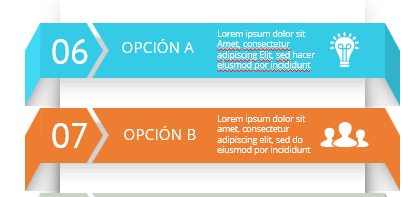 06
OPCIÓN A
Lorem ipsum dolor sit
Amet, consectetur
adipiscing Elit, sed hacer
eiusmod por incididunt
07
OPCIÓN B
Lorem ipsum dolor sit
amet, consectetur
adipiscing elit, sed do
eiusmod por incididunt